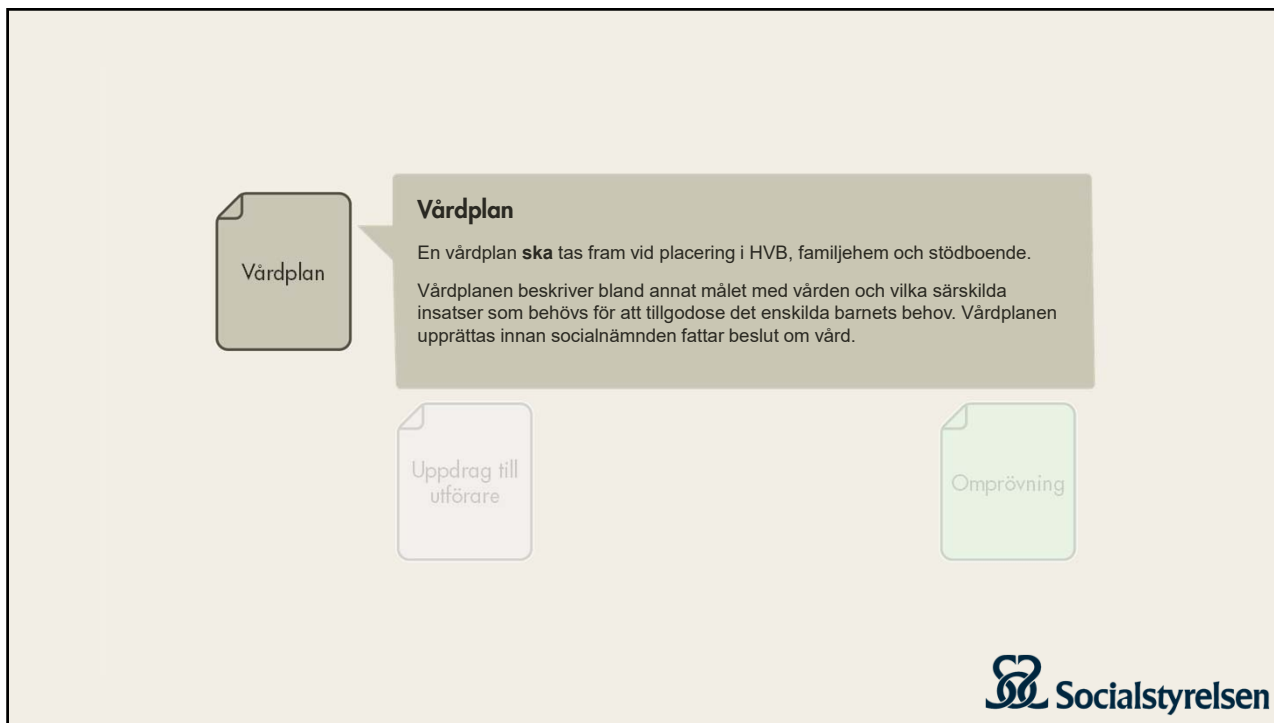 Vårdplan
Vårdplan
En vårdplan ska tas fram vid placering i HVB, familjehem och stödboende.
Vårdplanen beskriver bland annat målet med vården och vilka särskilda
insatser som behövs för att tillgodose det enskilda barnets behov. Vårdplanen
upprättas innan socialnämnden fattar beslut om vård.
Uppdrag till
utförare
Omprövning
Socialstyrelsen